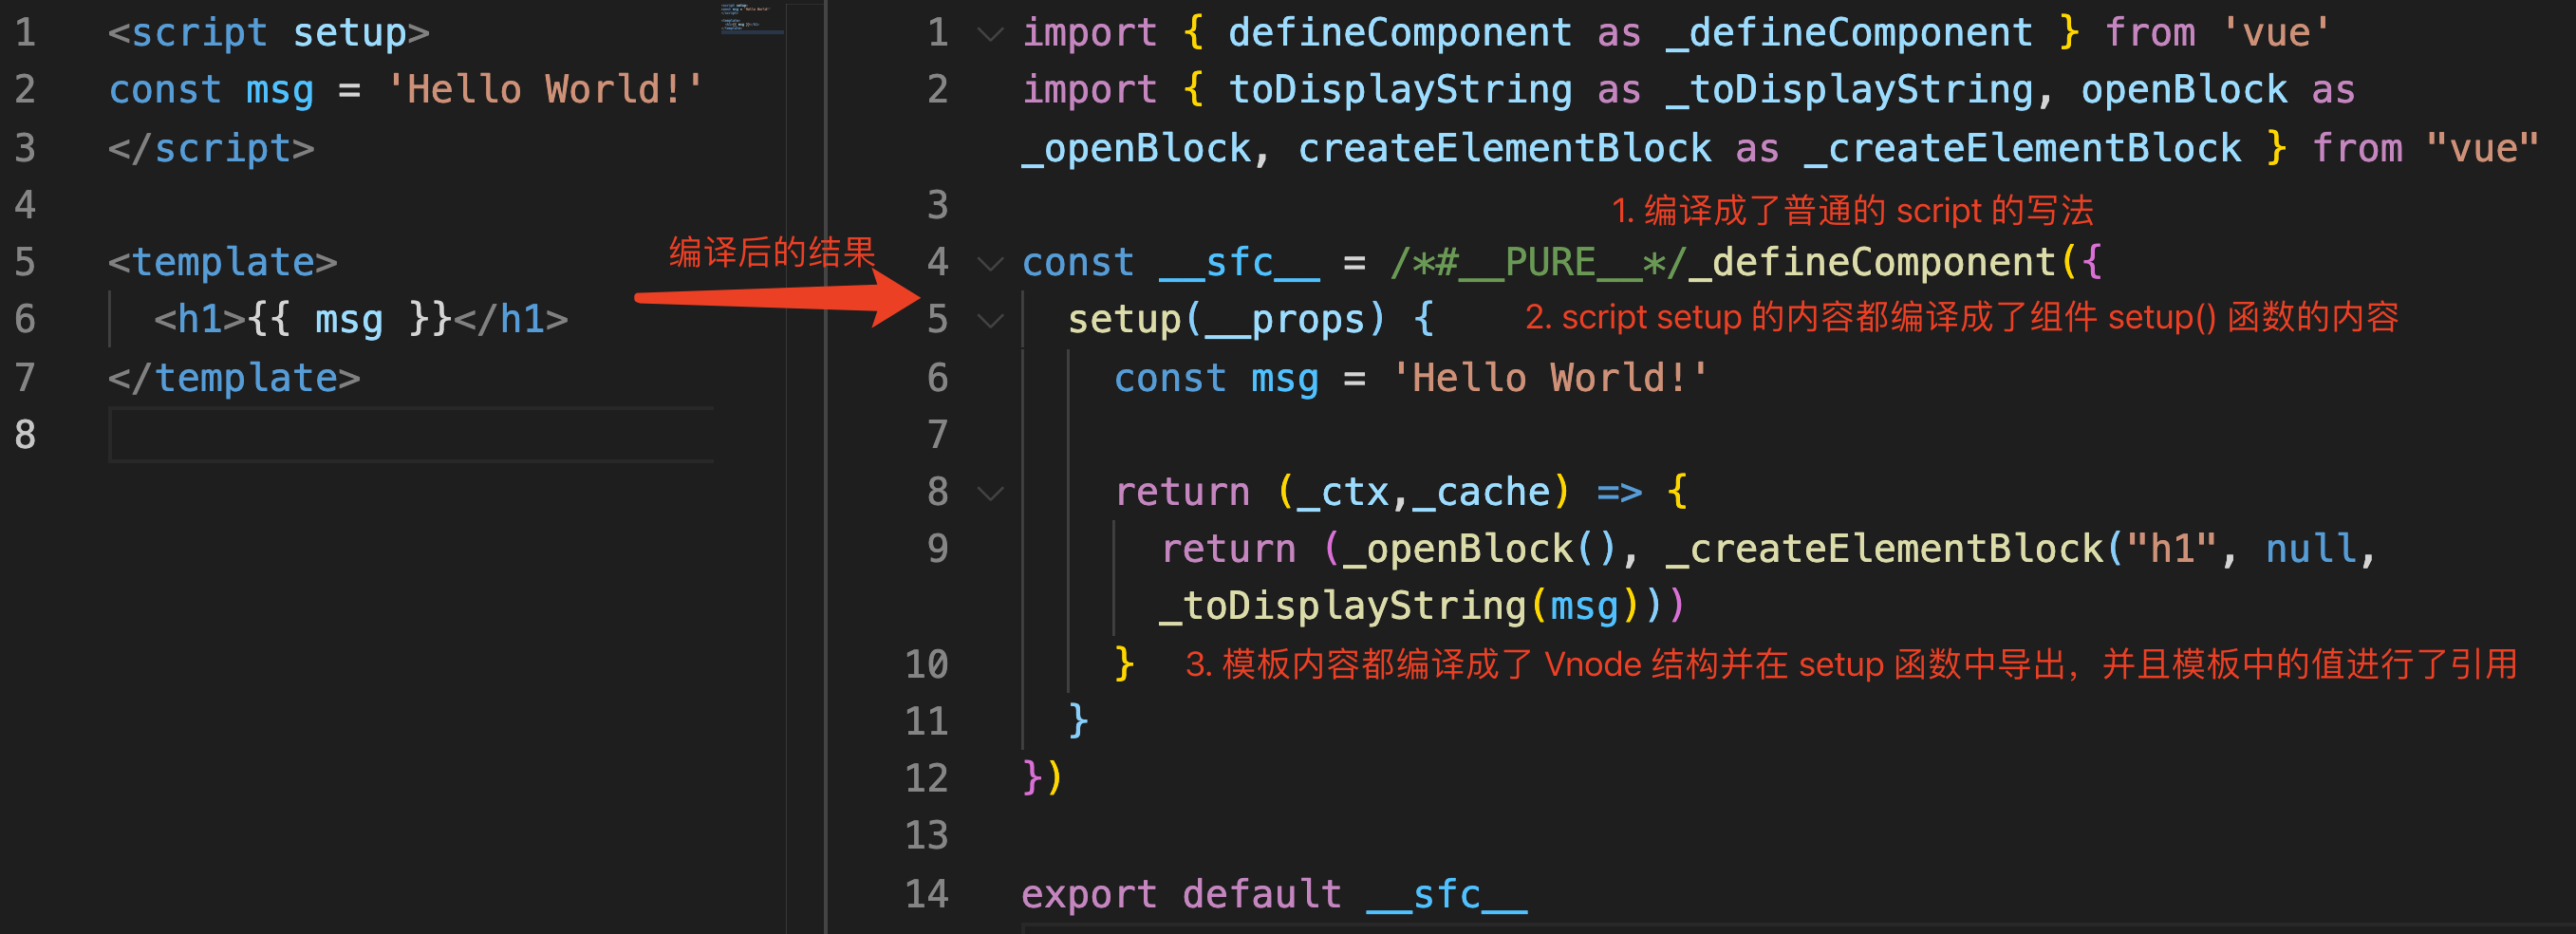 1 <script setup>
2 const msg = 'Hello World!'
3 </script>
4
5 <template>
6 <h1>{{ msg }}</h1>
7 </template>
8
编译后的结果
1 import { defineComponent as _defineComponent } from 'vue'
2 import { toDisplayString as _toDisplayString, openBlock as
_openBlock, createElementBlock as _createElementBlock } from "vue"
3 1. 编译成了普通的 script 的写法
4 const __sfc__ = /*#__PURE__*/_defineComponent({
5 setup(__props) { 2. script setup 的内容都编译成了组件 setup() 函数的内容
6 const msg = 'Hello World!'
7
8 return (_ctx,_cache) => {
9 return (_openBlock(), _createElementBlock("h1", null,
_toDisplayString(msg)))
10 } 3. 模板内容都编译成了 Vnode 结构并在 setup 函数中导出，并且模板中的值进行了引用
11 }
12 })
13
14 export default __sfc__